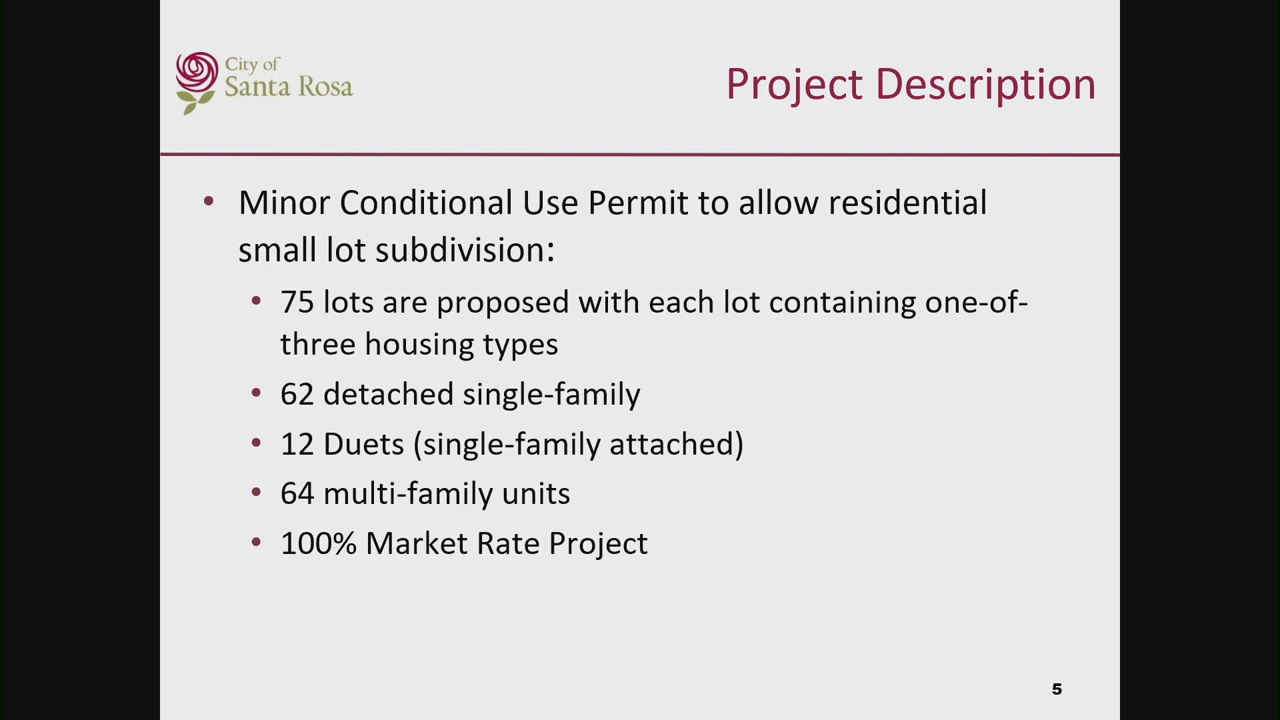 City of
Santa Rosa
Project Description
• Minor Conditional Use Permit to allow residential
small lot subdivision:
• 75 lots are proposed with each lot containing one-of-
three housing types
• 62 detached single-family
• 12 Duets (single-family attached)
• 64 multi-family units
• 100% Market Rate Project
5